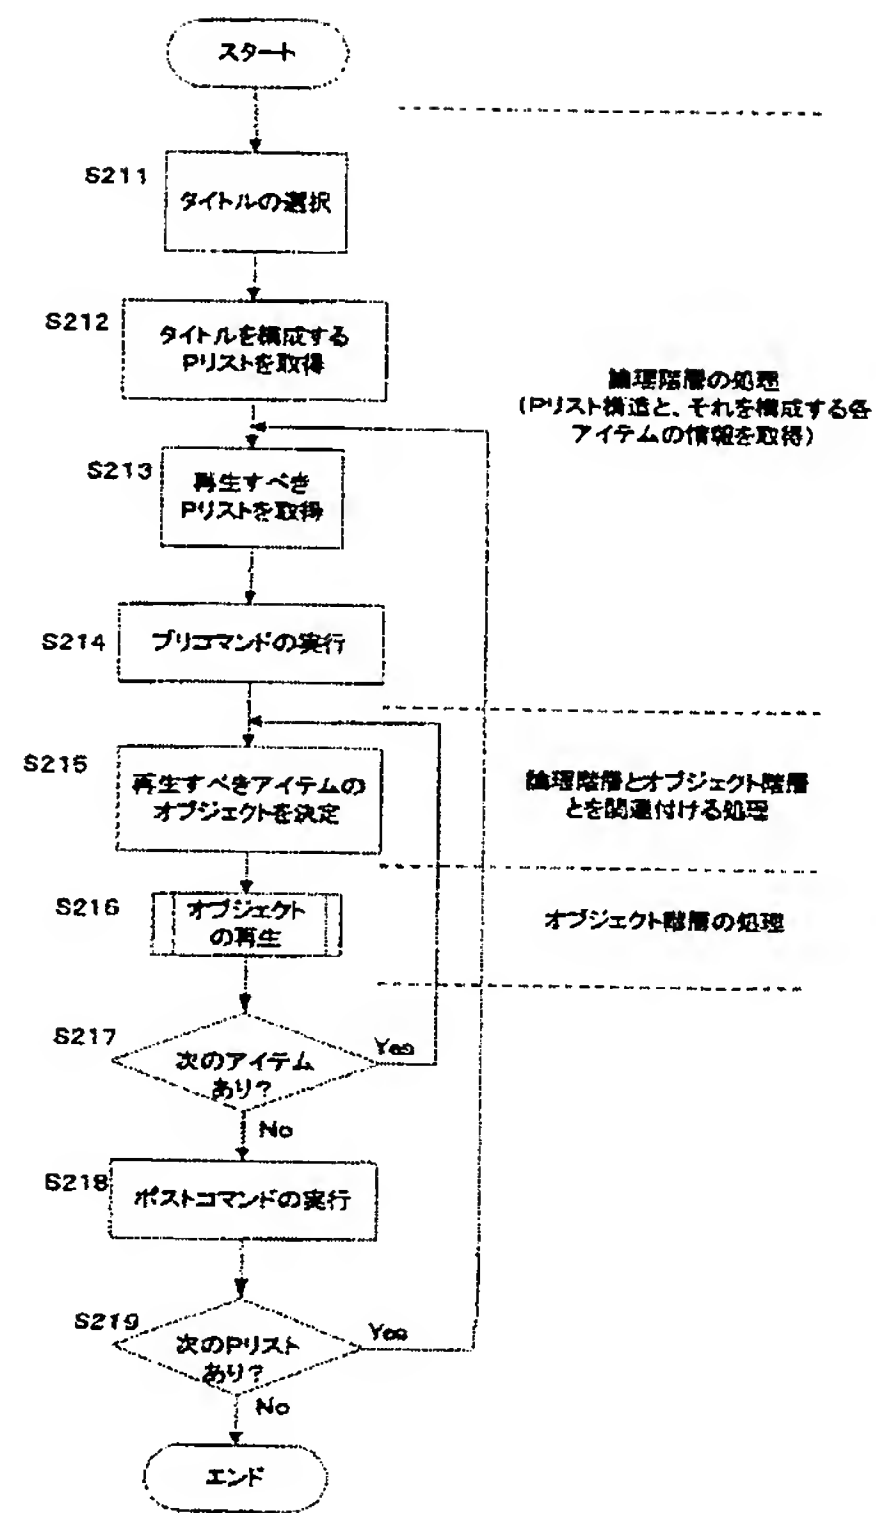 スタート
S211
タイトルの選択
S212
タイトルを構成する
Pリストを取得
論理階層の処理
(Pリスト構造と、それを構成する各
アイテムの情報を取得)
S213
再生すべき
Pリストを取得
S214
プリコマンドの実行
S215
再生すべきアイテムの
オブジェクトを決定
論理階層とオブジェクト階層
とを関連付ける処理
S216
オブジェクト
の再生
オブジェクト階層の処理
S217
次のアイテム
あり?
Yes
No
S218
ポストコマンドの実行
S219
次のPリスト
あり?
Yes
No
エンド